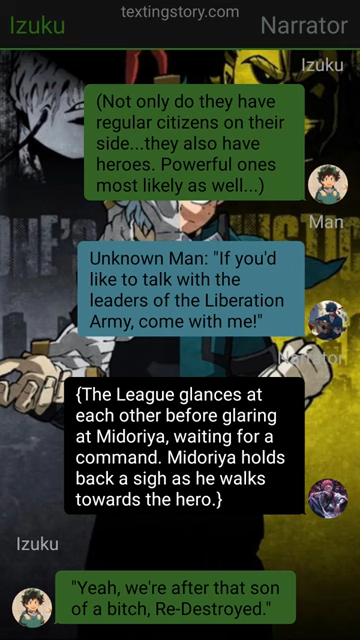 textingstory.com
Izuku
Narrator
Izuku
(Not only do they have
regular citizens on their
side...they also have
heroes. Powerful ones
most likely as well...)
Man
Unknown Man: "If you'd
like to talk with the
leaders of the Liberation
Army, come with me!"
Narrator
{The League glances at
each other before glaring
at Midoriya, waiting for a
command. Midoriya holds
back a sigh as he walks
towards the hero.}
Izuku
"Yeah, we're after that son
of a bitch, Re-Destroyed."